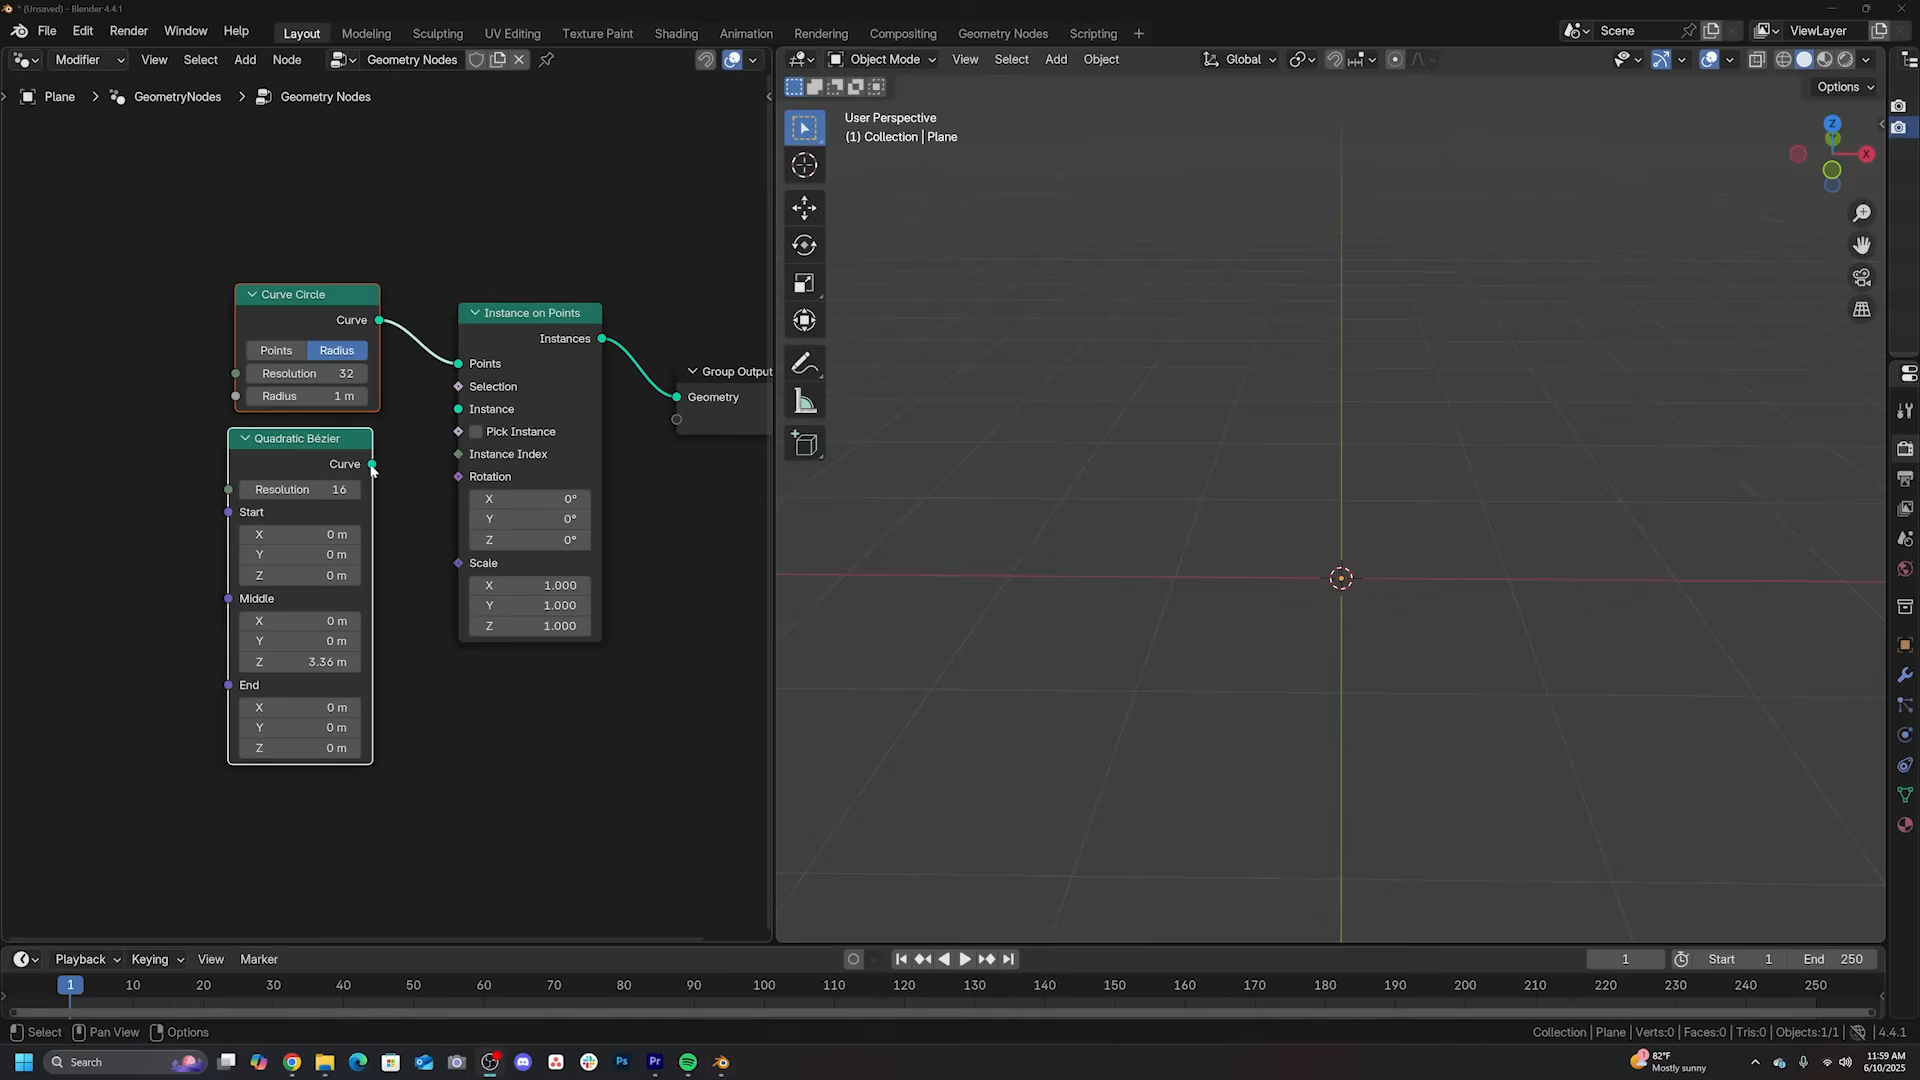 * (Unsaved) - Blender 4.4.1
File Edit Render Window Help
Layout Modeling Sculpting UV Editing Texture Paint Shading Animation Rendering Compositing Geometry Nodes Scripting +
Scene
ViewLayer
Modifier View Select Add Node
Geometry Nodes
Object Mode View Select Add Object
Global
Options
Plane > GeometryNodes > Geometry Nodes
User Perspective
(1) Collection | Plane
Z
X
Curve Circle
Curve
Points Radius
Resolution 32
Radius 1 m
Quadratic Bézier
Curve
Resolution 16
Start
X 0 m
Y 0 m
Z 0 m
Middle
X 0 m
Y 0 m
Z 3.36 m
End
X 0 m
Y 0 m
Z 0 m
Instance on Points
Instances
Points
Selection
Instance
Pick Instance
Instance Index
Rotation
X 0°
Y 0°
Z 0°
Scale
X 1.000
Y 1.000
Z 1.000
Group Output
Geometry
Playback Keying View Marker
1
Start 1
End 250
1 10 20 30 40 50 60 70 80 90 100 110 120 130 140 150 160 170 180 190 200 210 220 230 240 250
Select Pan View Options
Collection | Plane | Verts:0 | Faces:0 | Tris:0 | Objects:1/1 | 4.4.1
Search
Ps
Pr
1
82°F
Mostly sunny
11:59 AM
6/10/2025